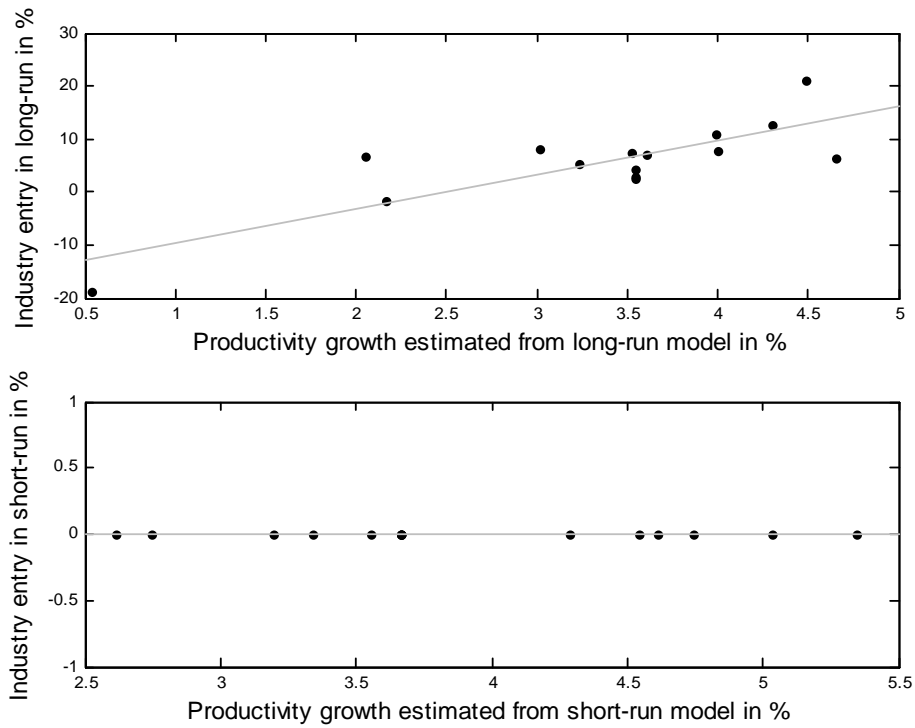 Industry entry in long-run in %
30
20
10
0
-10
-20
0.5 1 1.5 2 2.5 3 3.5 4 4.5 5
Productivity growth estimated from long-run model in %
Industry entry in short-run in %
1
0.5
0
-0.5
-1
2.5 3 3.5 4 4.5 5 5.5
Productivity growth estimated from short-run model in %